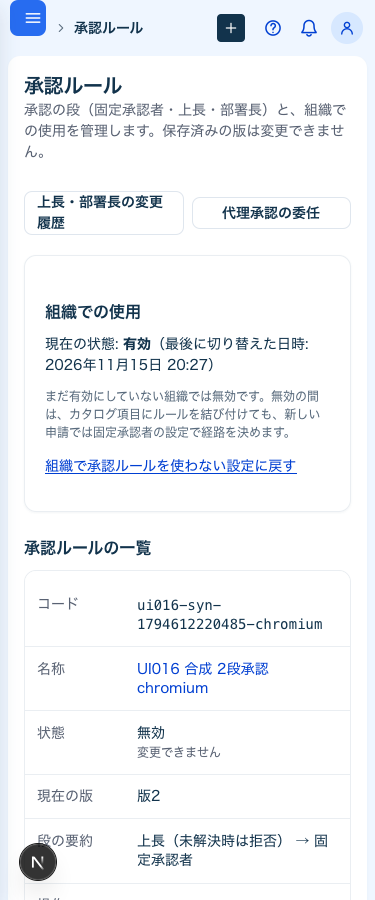 承認ルール
承認ルール
承認の段（固定承認者・上長・部署長）と、組織で
の使用を管理します。保存済みの版は変更できませ
ん。
上長・部署長の変更
履歴
代理承認の委任
組織での使用
現在の状態: 有効（最後に切り替えた日時:
2026年11月15日 20:27）
まだ有効にしていない組織では無効です。無効の間
は、カタログ項目にルールを結び付けても、新しい
申請では固定承認者の設定で経路を決めます。
組織で承認ルールを使わない設定に戻す
承認ルールの一覧
コード
ui016-syn-
1794612220485-chromium
名称
UI016 合成 2段承認
chromium
状態
無効
変更できません
現在の版
版2
段の要約
上長（未解決時は拒否） → 固
定承認者
N